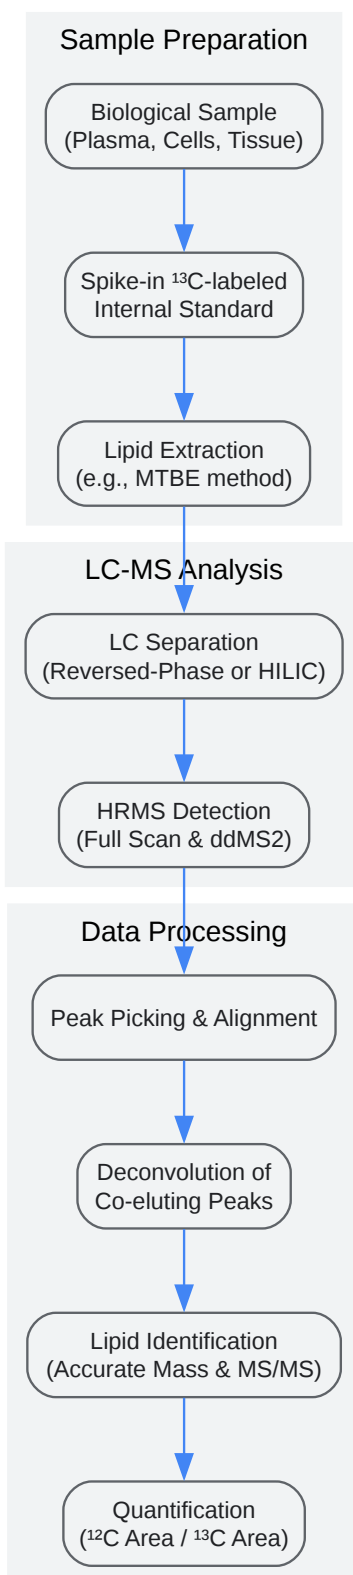 Sample Preparation
Biological Sample
(Plasma, Cells, Tissue)
Spike-in ¹³C-labeled
Internal Standard
Lipid Extraction
(e.g., MTBE method)
LC-MS Analysis
LC Separation
(Reversed-Phase or HILIC)
HRMS Detection
(Full Scan & ddMS2)
Data Processing
Peak Picking & Alignment
Deconvolution of
Co-eluting Peaks
Lipid Identification
(Accurate Mass & MS/MS)
Quantification
(¹²C Area / ¹³C Area)